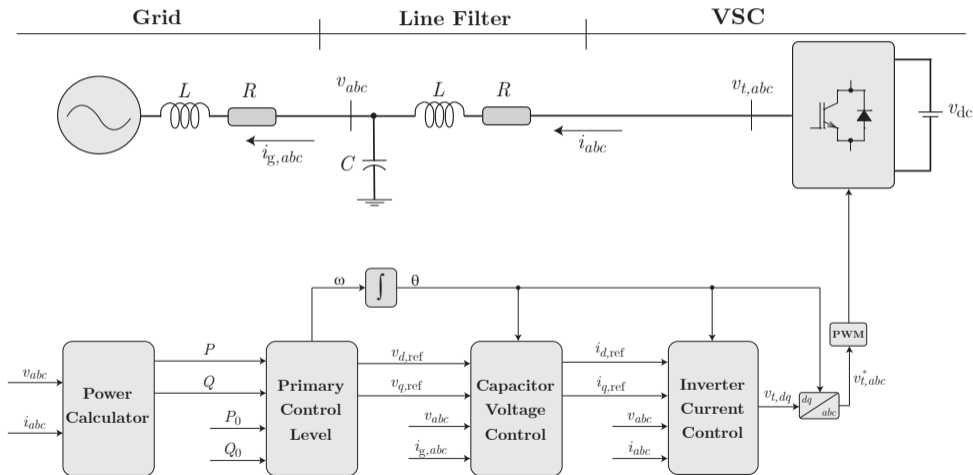 Grid
Line Filter
VSC
L
R
v_abc
L
R
v_t,abc
v_dc
i_g,abc
C
i_abc
ω
∫
θ
PWM
P
v_d,ref
i_d,ref
v_abc
Q
v_q,ref
i_q,ref
v*_t,abc
Power
Calculator
Primary
Control
Level
Capacitor
Voltage
Control
Inverter
Current
Control
v_t,dq
dq
abc
i_abc
P_0
v_abc
v_abc
Q_0
i_g,abc
i_abc